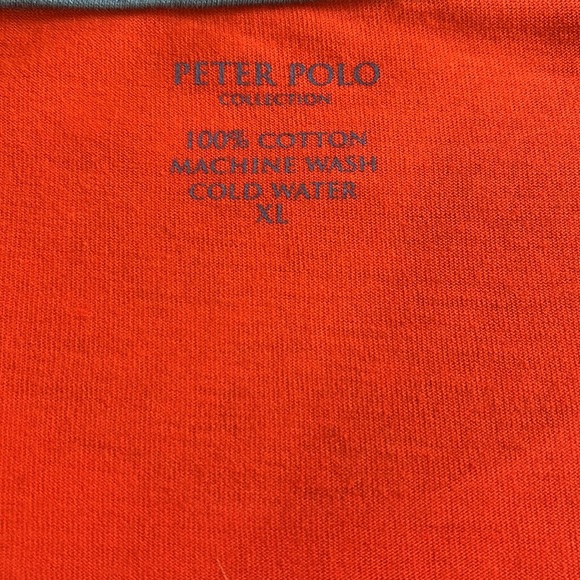 PETER POLO
COLLECTION
100% COTTON
MACHINE WASH
COLD WATER
XL